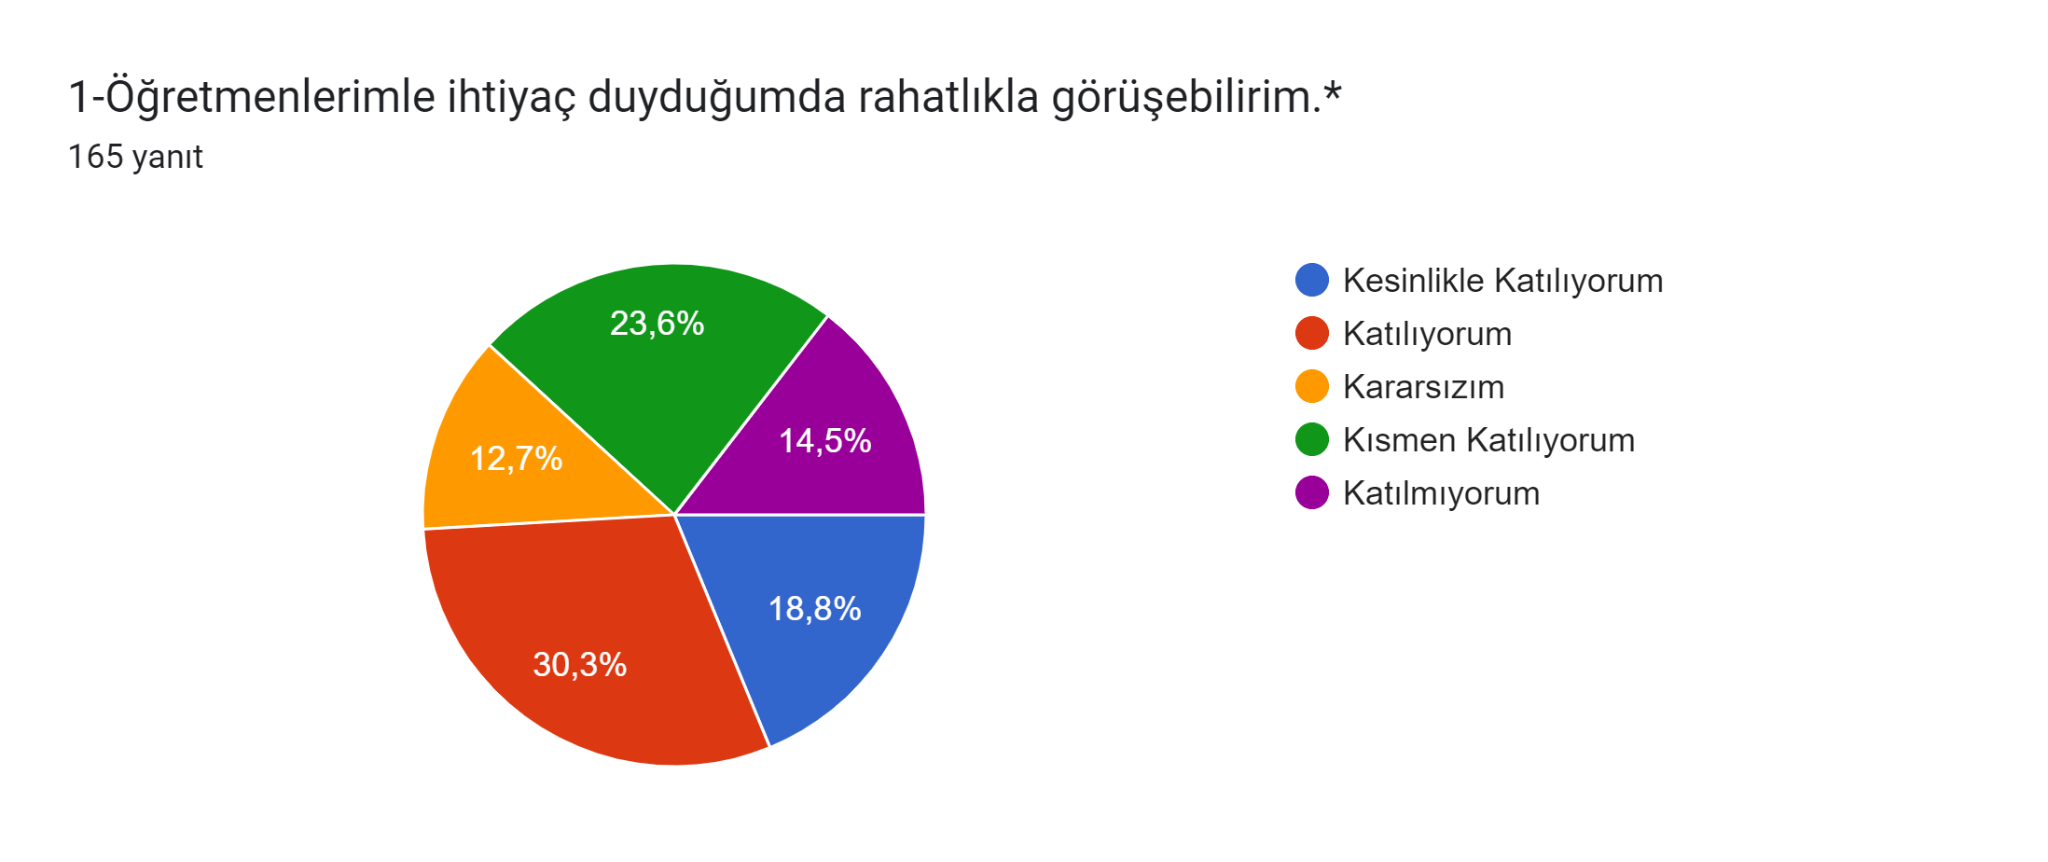 1-Öğretmenlerimle ihtiyaç duyduğumda rahatlıkla görüşebilirim.*
165 yanıt
23,6%
14,5%
12,7%
18,8%
30,3%
Kesinlikle Katılıyorum
Katılıyorum
Kararsızım
Kısmen Katılıyorum
Katılmıyorum